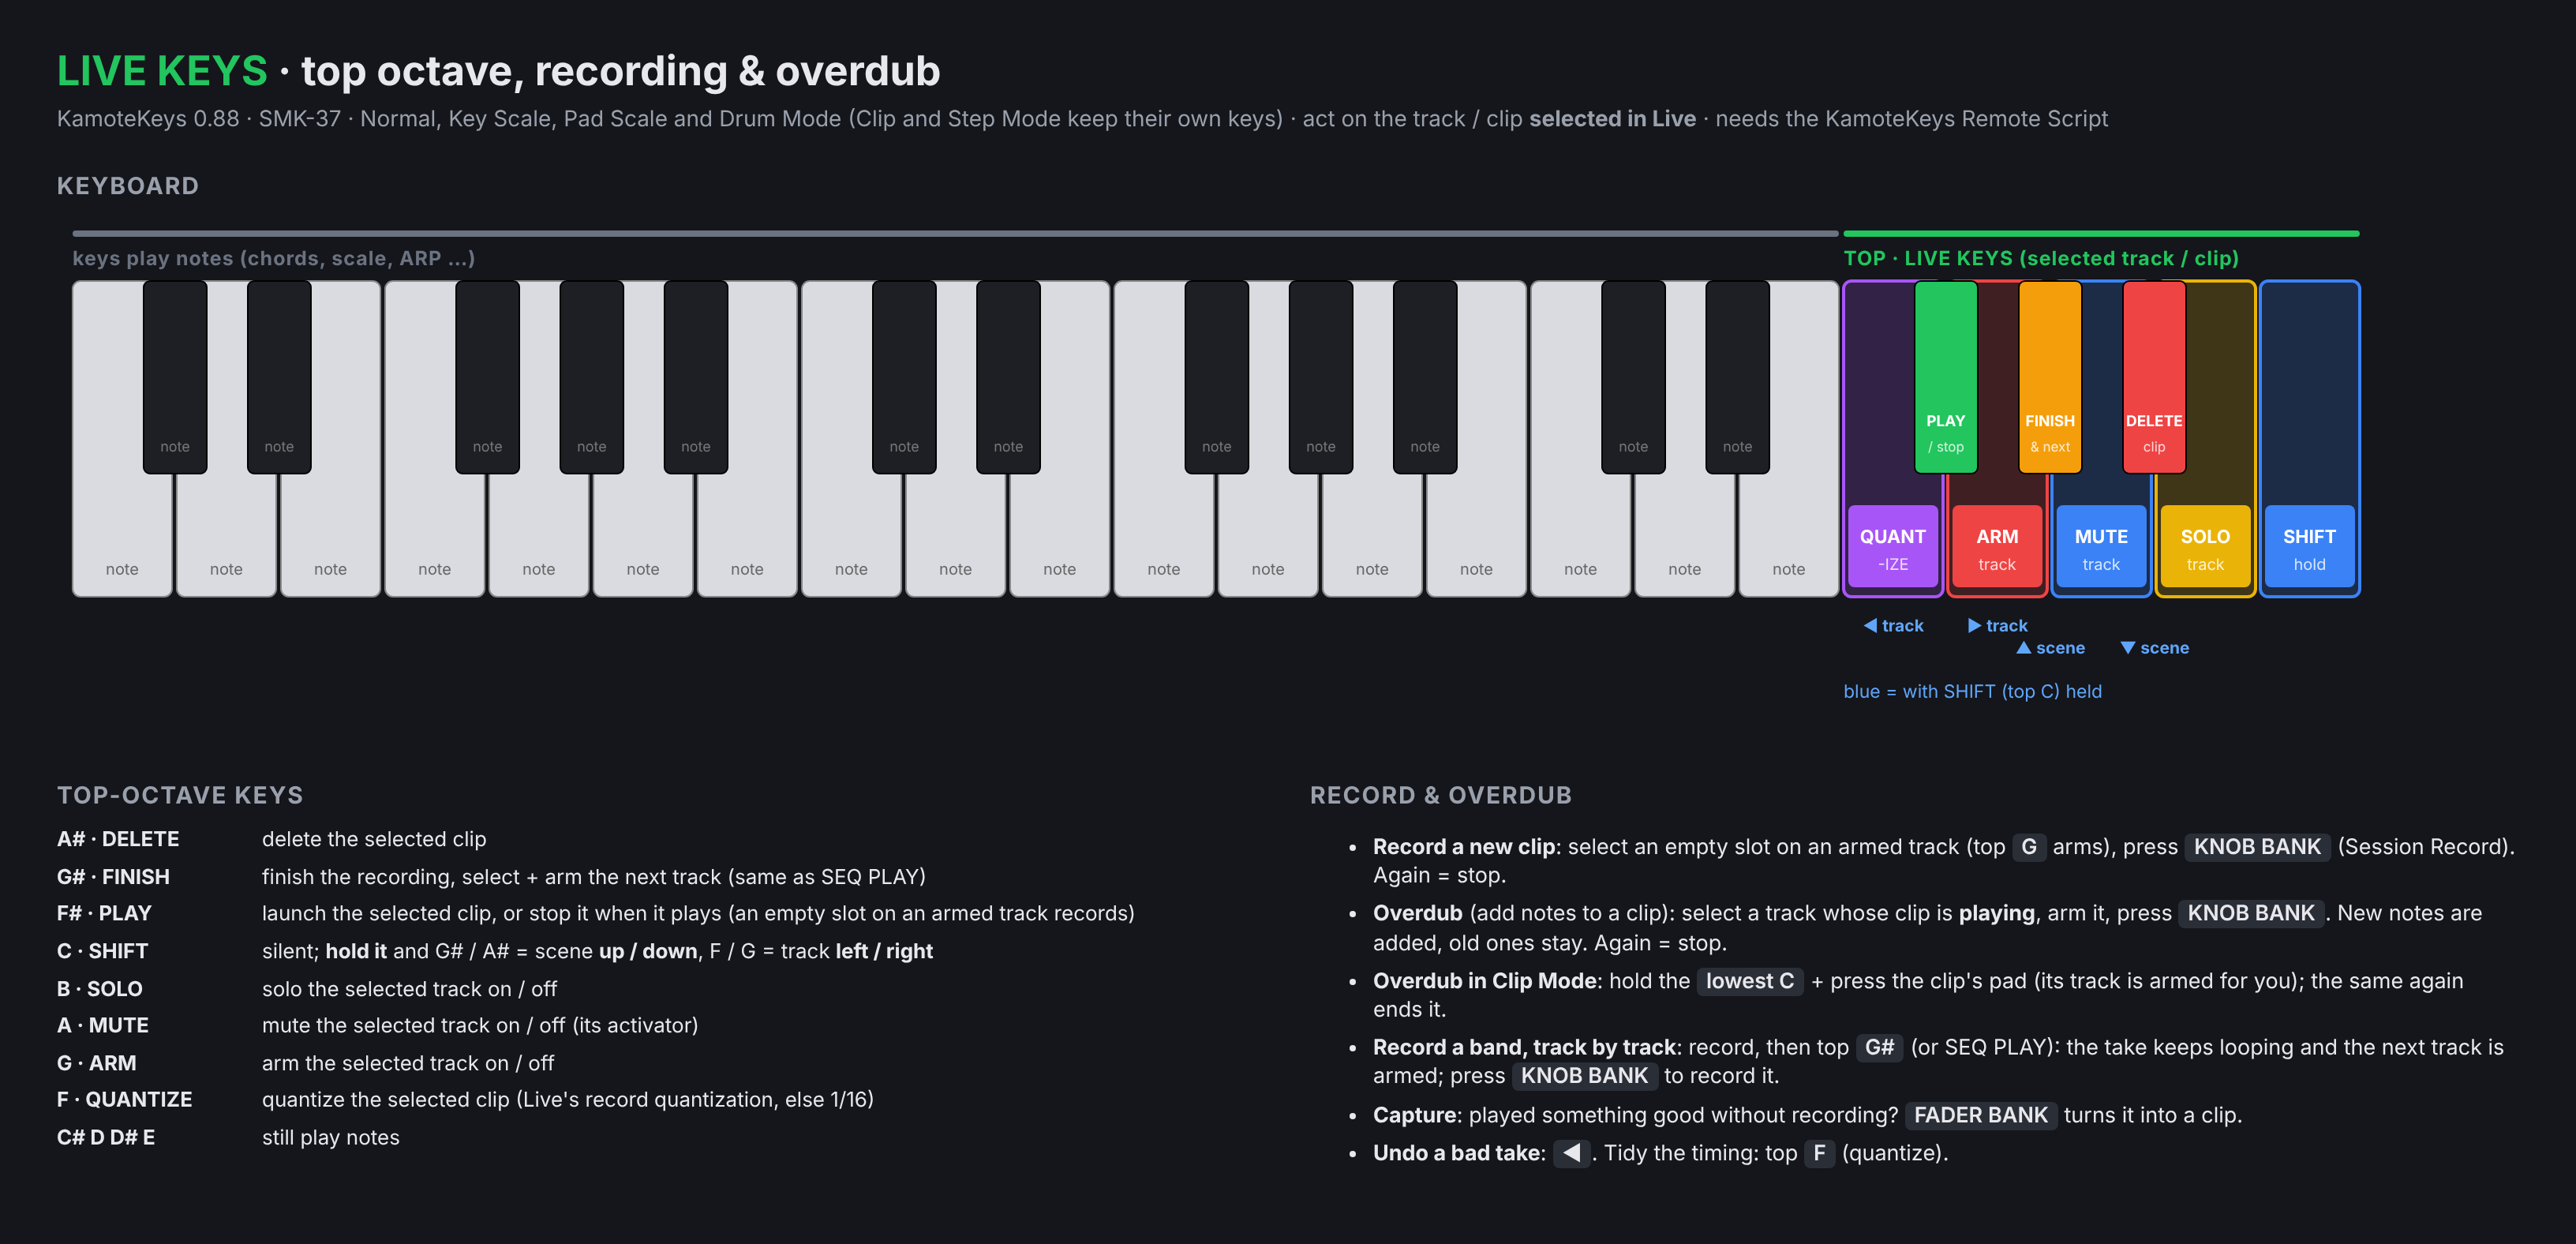 LIVE KEYS · top octave, recording & overdub
KamoteKeys 0.88 · SMK-37 · Normal, Key Scale, Pad Scale and Drum Mode (Clip and Step Mode keep their own keys) · act on the track / clip selected in Live · needs the KamoteKeys Remote Script
KEYBOARD
keys play notes (chords, scale, ARP ...)
TOP · LIVE KEYS (selected track / clip)
PLAY FINISH DELETE
note note note note note note note note note note note note / stop & next clip
QUANT ARM MUTE SOLO SHIFT
-IZE track track track hold
note note note note note note note note note note note note note note note note note
◀ track ▶ track
▲ scene ▼ scene
blue = with SHIFT (top C) held
TOP-OCTAVE KEYS
A# · DELETE delete the selected clip
G# · FINISH finish the recording, select + arm the next track (same as SEQ PLAY)
F# · PLAY launch the selected clip, or stop it when it plays (an empty slot on an armed track records)
C · SHIFT silent; hold it and G# / A# = scene up / down, F / G = track left / right
B · SOLO solo the selected track on / off
A · MUTE mute the selected track on / off (its activator)
G · ARM arm the selected track on / off
F · QUANTIZE quantize the selected clip (Live's record quantization, else 1/16)
C# D D# E still play notes
RECORD & OVERDUB
• Record a new clip: select an empty slot on an armed track (top G arms), press KNOB BANK (Session Record).
Again = stop.
• Overdub (add notes to a clip): select a track whose clip is playing, arm it, press KNOB BANK. New notes are
added, old ones stay. Again = stop.
• Overdub in Clip Mode: hold the lowest C + press the clip's pad (its track is armed for you); the same again
ends it.
• Record a band, track by track: record, then top G# (or SEQ PLAY): the take keeps looping and the next track is
armed; press KNOB BANK to record it.
• Capture: played something good without recording? FADER BANK turns it into a clip.
• Undo a bad take: ◀. Tidy the timing: top F (quantize).